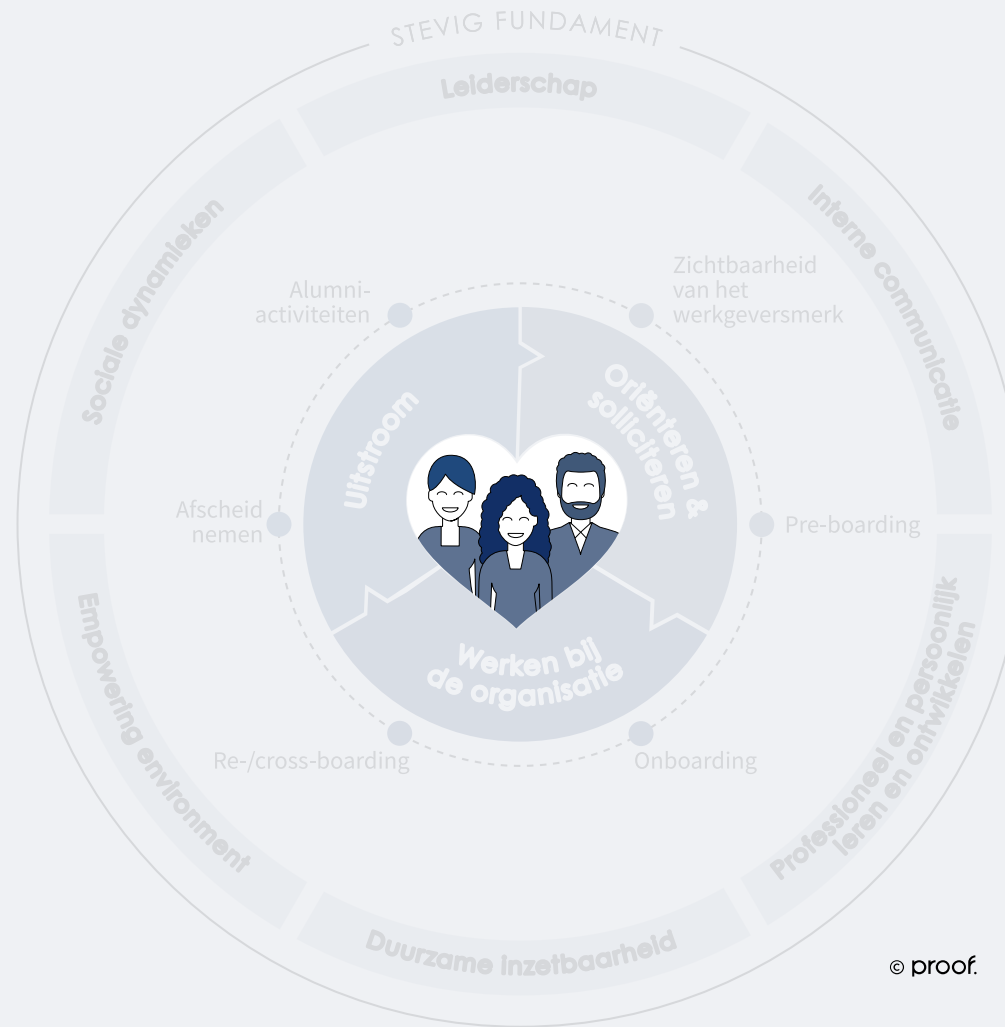 STEVIG FUNDAMENT
Leiderschap
Interne communicatie
Sociale dynamieken
Zichtbaarheid
van het
werkgeversmerk
Alumni-
activiteiten
Oriënteren &
solliciteren
Uitstroom
Afscheid
nemen
Pre-boarding
Werken bij
de organisatie
Empowering environment
Professioneel en persoonlijk
leren en ontwikkelen
Re-/cross-boarding
Onboarding
Duurzame inzetbaarheid
© proof.